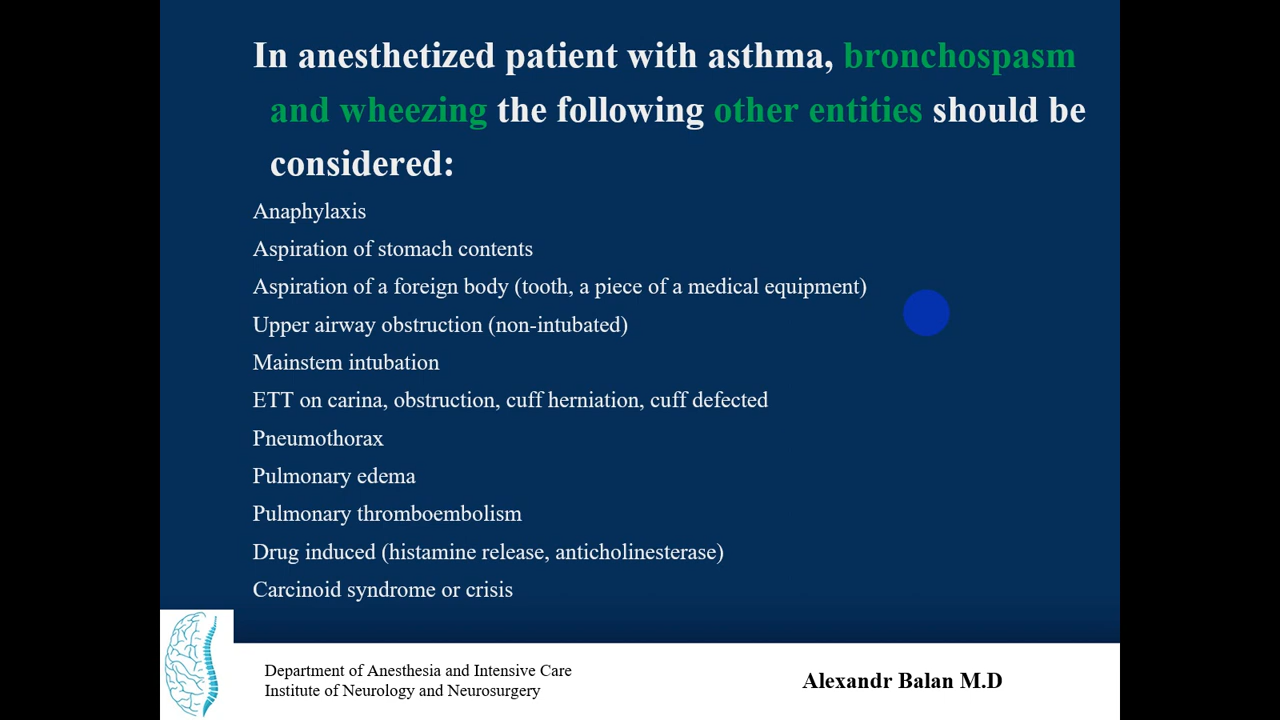 In anesthetized patient with asthma, bronchospasm
and wheezing the following other entities should be
considered:
Anaphylaxis
Aspiration of stomach contents
Aspiration of a foreign body (tooth, a piece of a medical equipment)
Upper airway obstruction (non-intubated)
Mainstem intubation
ETT on carina, obstruction, cuff herniation, cuff defected
Pneumothorax
Pulmonary edema
Pulmonary thromboembolism
Drug induced (histamine release, anticholinesterase)
Carcinoid syndrome or crisis
Department of Anesthesia and Intensive Care
Institute of Neurology and Neurosurgery
Alexandr Balan M.D